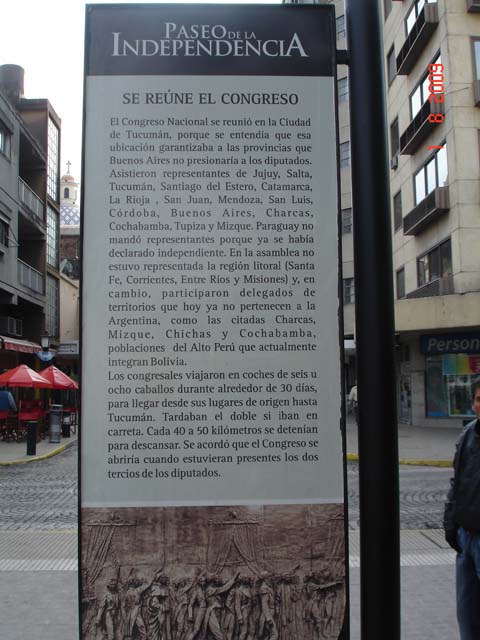 PASEO DE LA
INDEPENDENCIA
SE REÚNE EL CONGRESO
El Congreso Nacional se reunió en la Ciudad
de Tucumán, porque se entendía que esa
ubicación garantizaba a las provincias que
Buenos Aires no presionaría a los diputados.
Asistieron representantes de Jujuy, Salta,
Tucumán, Santiago del Estero, Catamarca,
La Rioja , San Juan, Mendoza, San Luis,
Córdoba, Buenos Aires, Charcas,
Cochabamba, Tupiza y Mizque. Paraguay no
mandó representantes porque ya se había
declarado independiente. En la asamblea no
estuvo representada la región litoral (Santa
Fe, Corrientes, Entre Ríos y Misiones) y, en
cambio, participaron delegados de
territorios que hoy ya no pertenecen a la
Argentina, como las citadas Charcas,
Mizque, Chichas y Cochabamba,
poblaciones del Alto Perú que actualmente
integran Bolivia.
Los congresales viajaron en coches de seis u
ocho caballos durante alrededor de 30 días,
para llegar desde sus lugares de origen hasta
Tucumán. Tardaban el doble si iban en
carreta. Cada 40 a 50 kilómetros se detenían
para descansar. Se acordó que el Congreso se
abriría cuando estuvieran presentes los dos
tercios de los diputados.
Person
1 8 2009